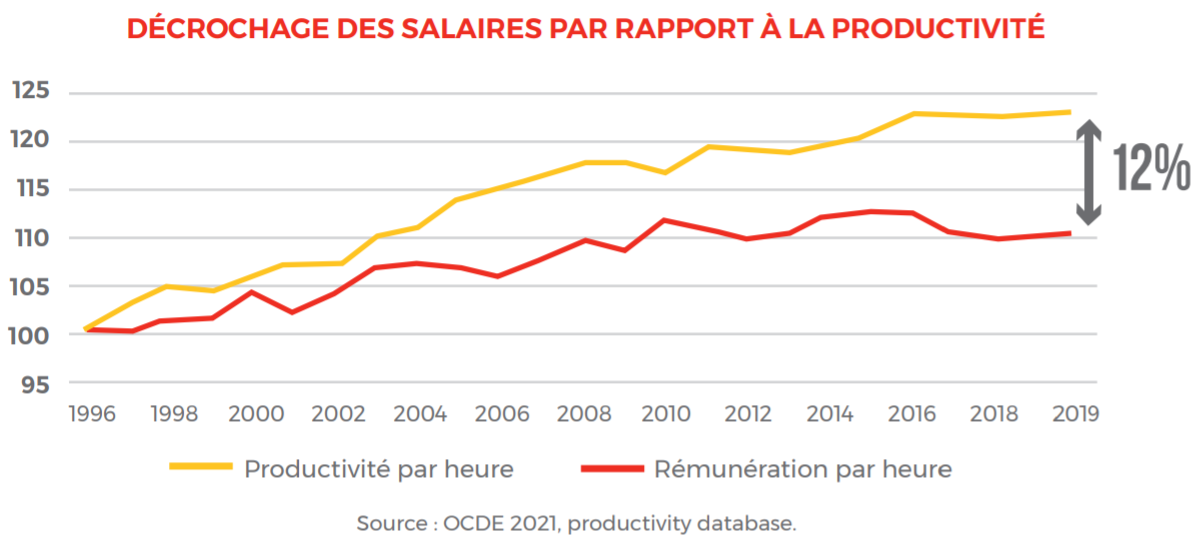 DÉCROCHAGE DES SALAIRES PAR RAPPORT À LA PRODUCTIVITÉ
125
120
115
110
105
100
95
12%
1996 1998 2000 2002 2004 2006 2008 2010 2012 2014 2016 2018 2019
Productivité par heure Rémunération par heure
Source : OCDE 2021, productivity database.